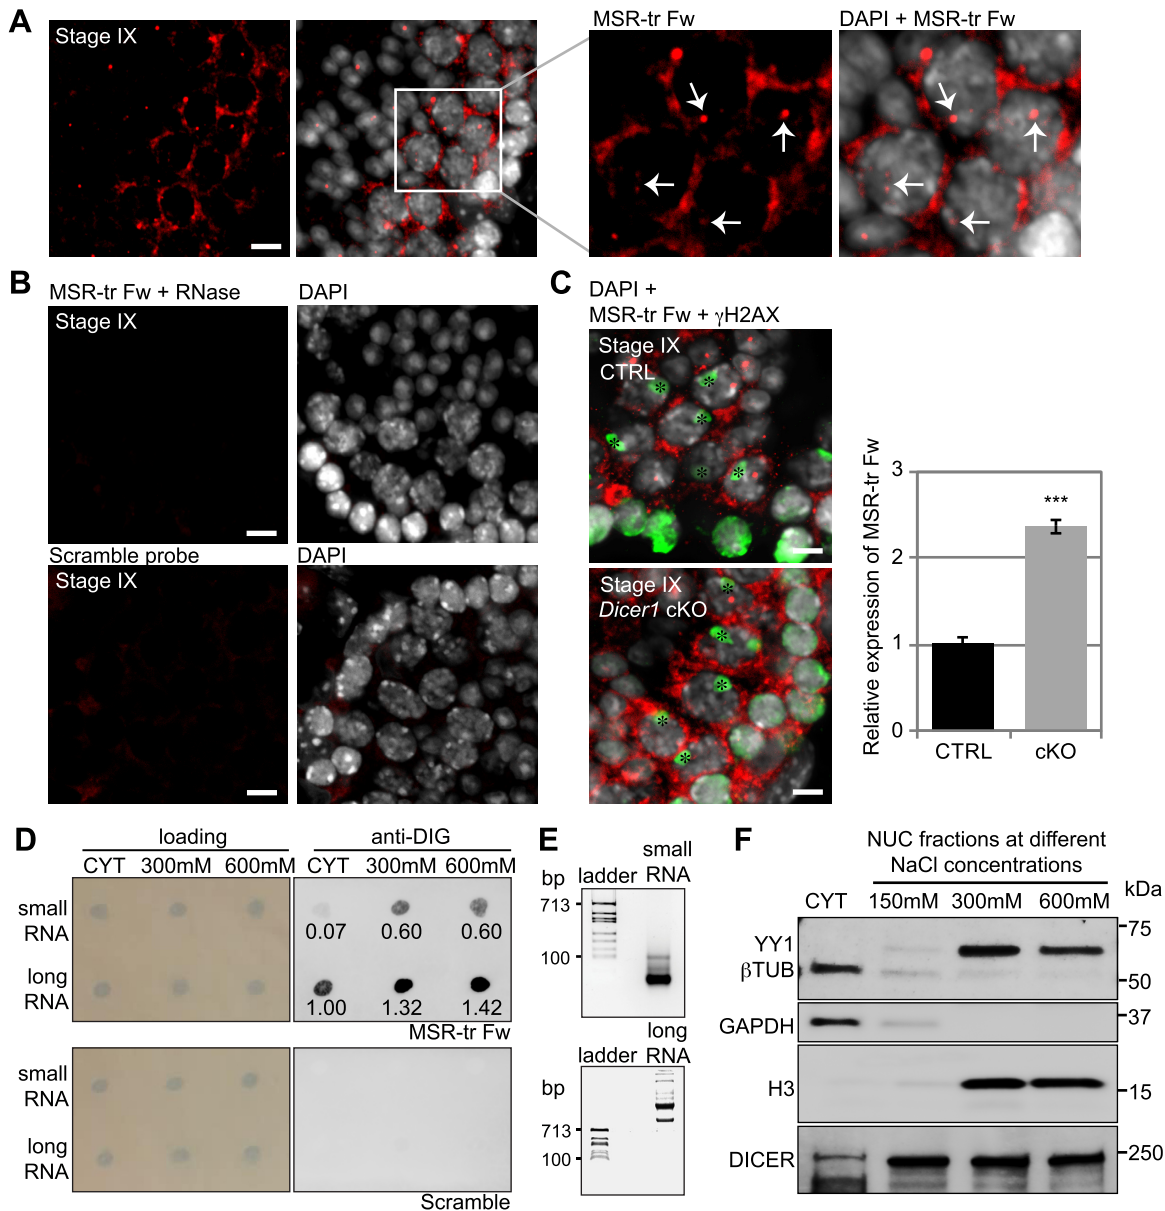 A
Stage IX
MSR-tr Fw
DAPI + MSR-tr Fw
B
MSR-tr Fw + RNase
DAPI
Stage IX
Scramble probe
DAPI
Stage IX
C
DAPI +
MSR-tr Fw + γH2AX
Stage IX
CTRL
Stage IX
Dicer1 cKO
Relative expression of MSR-tr Fw
3
2
1
0
***
CTRL
cKO
D
loading
anti-DIG
CYT 300mM 600mM
CYT 300mM 600mM
small
RNA
0.07 0.60 0.60
long
RNA
1.00 1.32 1.42
MSR-tr Fw
small
RNA
long
RNA
Scramble
E
small
bp ladder RNA
713
100
long
ladder RNA
bp
713
100
F
NUC fractions at different
NaCl concentrations
kDa
CYT 150mM 300mM 600mM
75
YY1
βTUB
50
37
GAPDH
H3
15
DICER
250